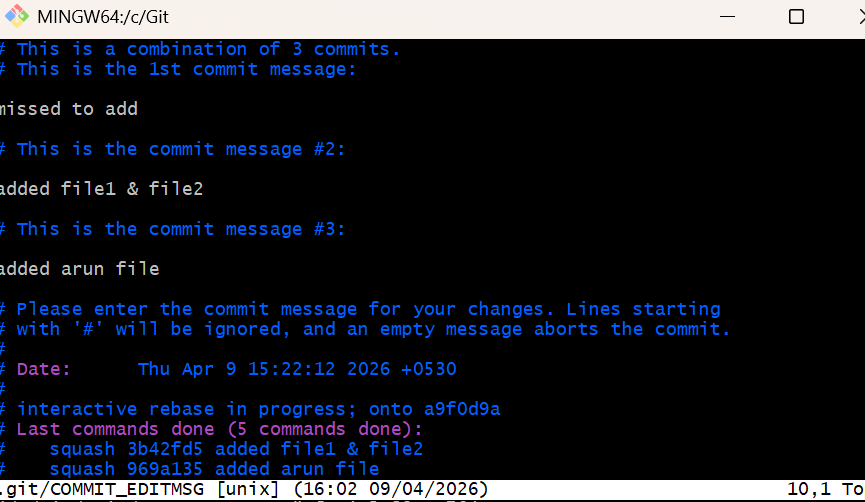 MINGW64:/c/Git
# This is a combination of 3 commits.
# This is the 1st commit message:
missed to add
# This is the commit message #2:
added file1 & file2
# This is the commit message #3:
added arun file
# Please enter the commit message for your changes. Lines starting
# with '#' will be ignored, and an empty message aborts the commit.
#
# Date:      Thu Apr 9 15:22:12 2026 +0530
#
# interactive rebase in progress; onto a9f0d9a
# Last commands done (5 commands done):
#    squash 3b42fd5 added file1 & file2
#    squash 969a135 added arun file
.git/COMMIT_EDITMSG [unix] (16:02 09/04/2026) 10,1 To